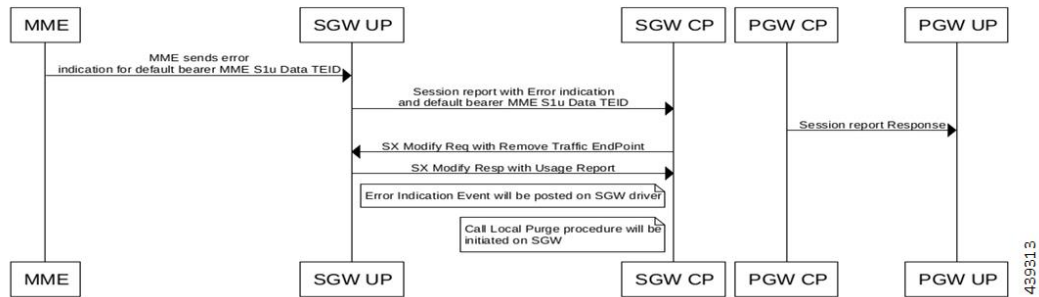 MME
SGW UP
SGW CP
PGW CP
PGW UP
MME sends error
indication for default bearer MME S1u Data TEID
Session report with Error indication
and default bearer MME S1u Data TEID
Session report Response
SX Modify Req with Remove Traffic EndPoint
SX Modify Resp with Usage Report
Error Indication Event will be posted on SGW driver
Call Local Purge procedure will be
initiated on SGW
MME
SGW UP
SGW CP
PGW CP
PGW UP
439313